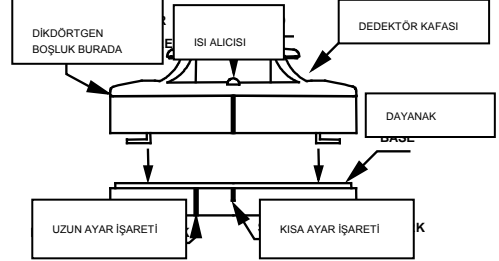 DİKDÖRTGEN
BOŞLUK BURADA
ISI ALICISI
DEDEKTÖR KAFASI
DAYANAK
BASE
UZUN AYAR İŞARETİ
KISA AYAR İŞARETİ
K